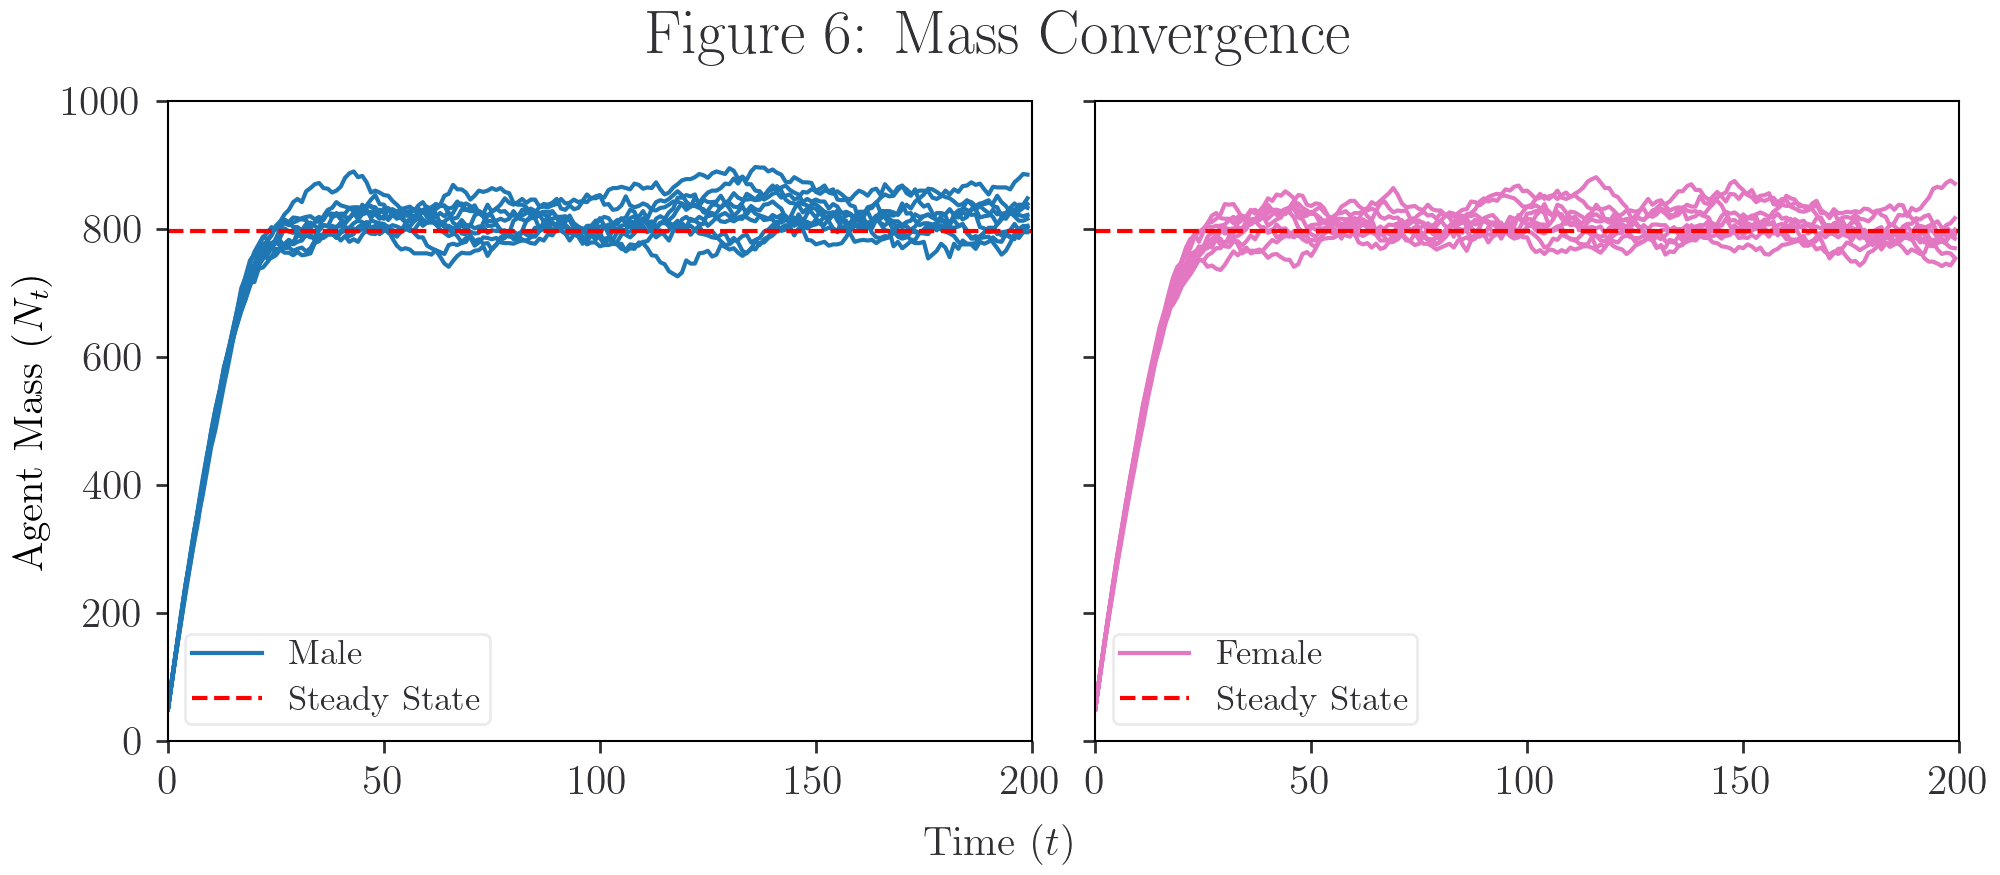 Figure 6: Mass Convergence
1000
800
600
400
200
0
Agent Mass (N_t)
Male
Steady State
0 50 100 150 200
Female
Steady State
0 50 100 150 200
Time (t)